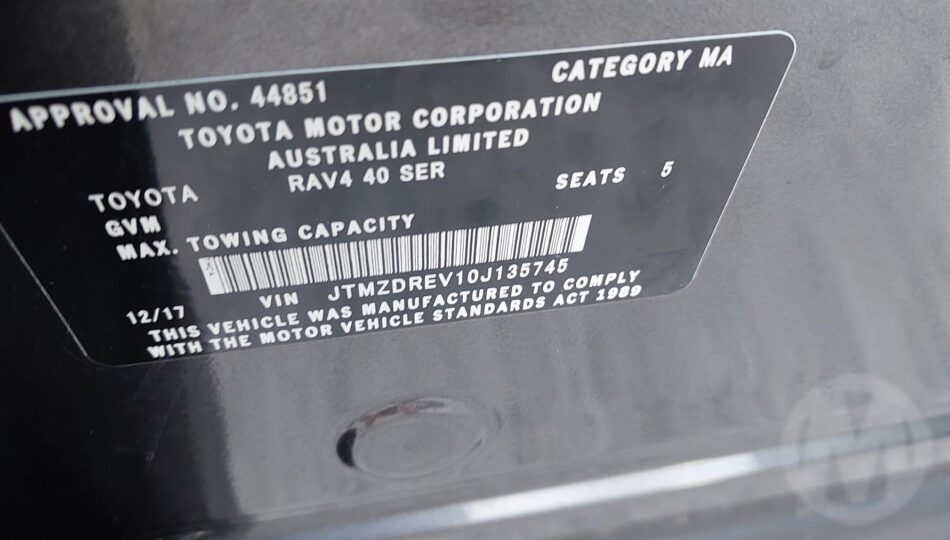 APPROVAL NO. 44851 CATEGORY MA
TOYOTA MOTOR CORPORATION
AUSTRALIA LIMITED
TOYOTA RAV4 40 SER
GVM SEATS 5
MAX. TOWING CAPACITY
12/17 VIN JTMZDREV10J135745
THIS VEHICLE WAS MANUFACTURED TO COMPLY
WITH THE MOTOR VEHICLE STANDARDS ACT 1989
M